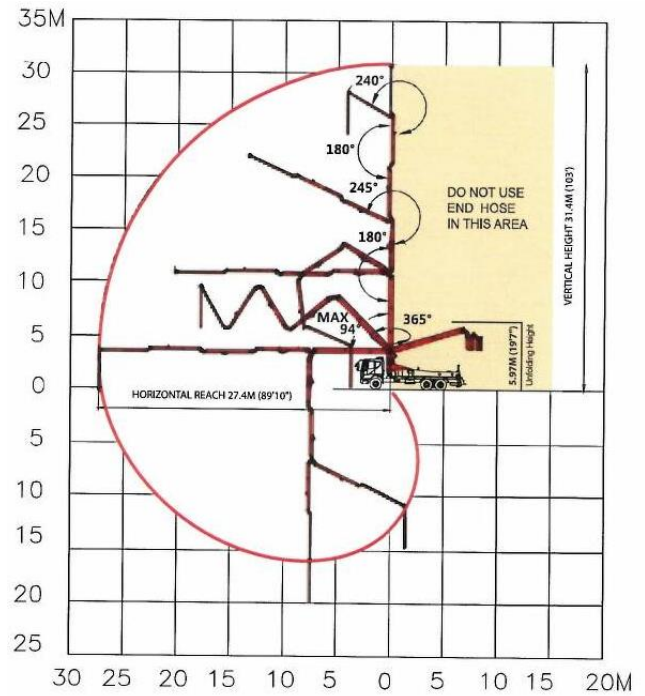 35M
30
25
20
15
10
5
0
5
10
15
20
25
30 25 20 15 10 5 0 5 10 15 20M
240°
180°
245°
180°
MAX
94°
365°
DO NOT USE
END HOSE
IN THIS AREA
VERTICAL HEIGHT 31.4M (103')
5.97M (19'7")
Unfolding Height
HORIZONTAL REACH 27.4M (89'10")